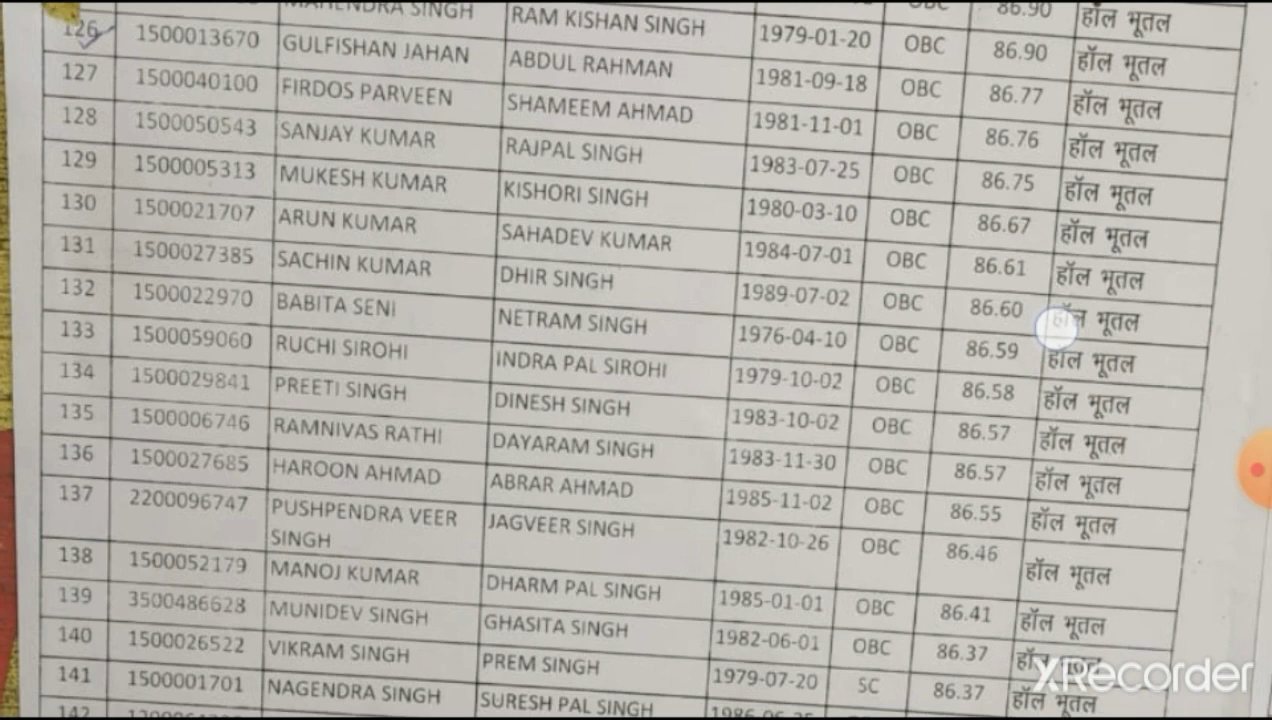 OBC 86.90 हॉल भूतल
MAHENDRA SINGH RAM KISHAN SINGH 1979-01-20 OBC 86.90 हॉल भूतल
126 1500013670 GULFISHAN JAHAN ABDUL RAHMAN 1981-09-18 OBC 86.77 हॉल भूतल
127 1500040100 FIRDOS PARVEEN SHAMEEM AHMAD 1981-11-01 OBC 86.76 हॉल भूतल
128 1500050543 SANJAY KUMAR RAJPAL SINGH 1983-07-25 OBC 86.75 हॉल भूतल
129 1500005313 MUKESH KUMAR KISHORI SINGH 1980-03-10 OBC 86.67 हॉल भूतल
130 1500021707 ARUN KUMAR SAHADEV KUMAR 1984-07-01 OBC 86.61 हॉल भूतल
131 1500027385 SACHIN KUMAR DHIR SINGH 1989-07-02 OBC 86.60 हॉल भूतल
132 1500022970 BABITA SENI NETRAM SINGH 1976-04-10 OBC 86.59 हॉल भूतल
133 1500059060 RUCHI SIROHI INDRA PAL SIROHI 1979-10-02 OBC 86.58 हॉल भूतल
134 1500029841 PREETI SINGH DINESH SINGH 1983-10-02 OBC 86.57 हॉल भूतल
135 1500006746 RAMNIVAS RATHI DAYARAM SINGH 1983-11-30 OBC 86.57 हॉल भूतल
136 1500027685 HAROON AHMAD ABRAR AHMAD 1985-11-02 OBC 86.55 हॉल भूतल
137 2200096747 PUSHPENDRA VEER JAGVEER SINGH 1982-10-26 OBC 86.46 हॉल भूतल
SINGH
138 1500052179 MANOJ KUMAR DHARM PAL SINGH 1985-01-01 OBC 86.41 हॉल भूतल
139 3500486628 MUNIDEV SINGH GHASITA SINGH 1982-06-01 OBC 86.37 हॉल भूतल
140 1500026522 VIKRAM SINGH PREM SINGH 1979-07-20 SC 86.37 हॉल भूतल
141 1500001701 NAGENDRA SINGH SURESH PAL SINGH
142
XRecorder